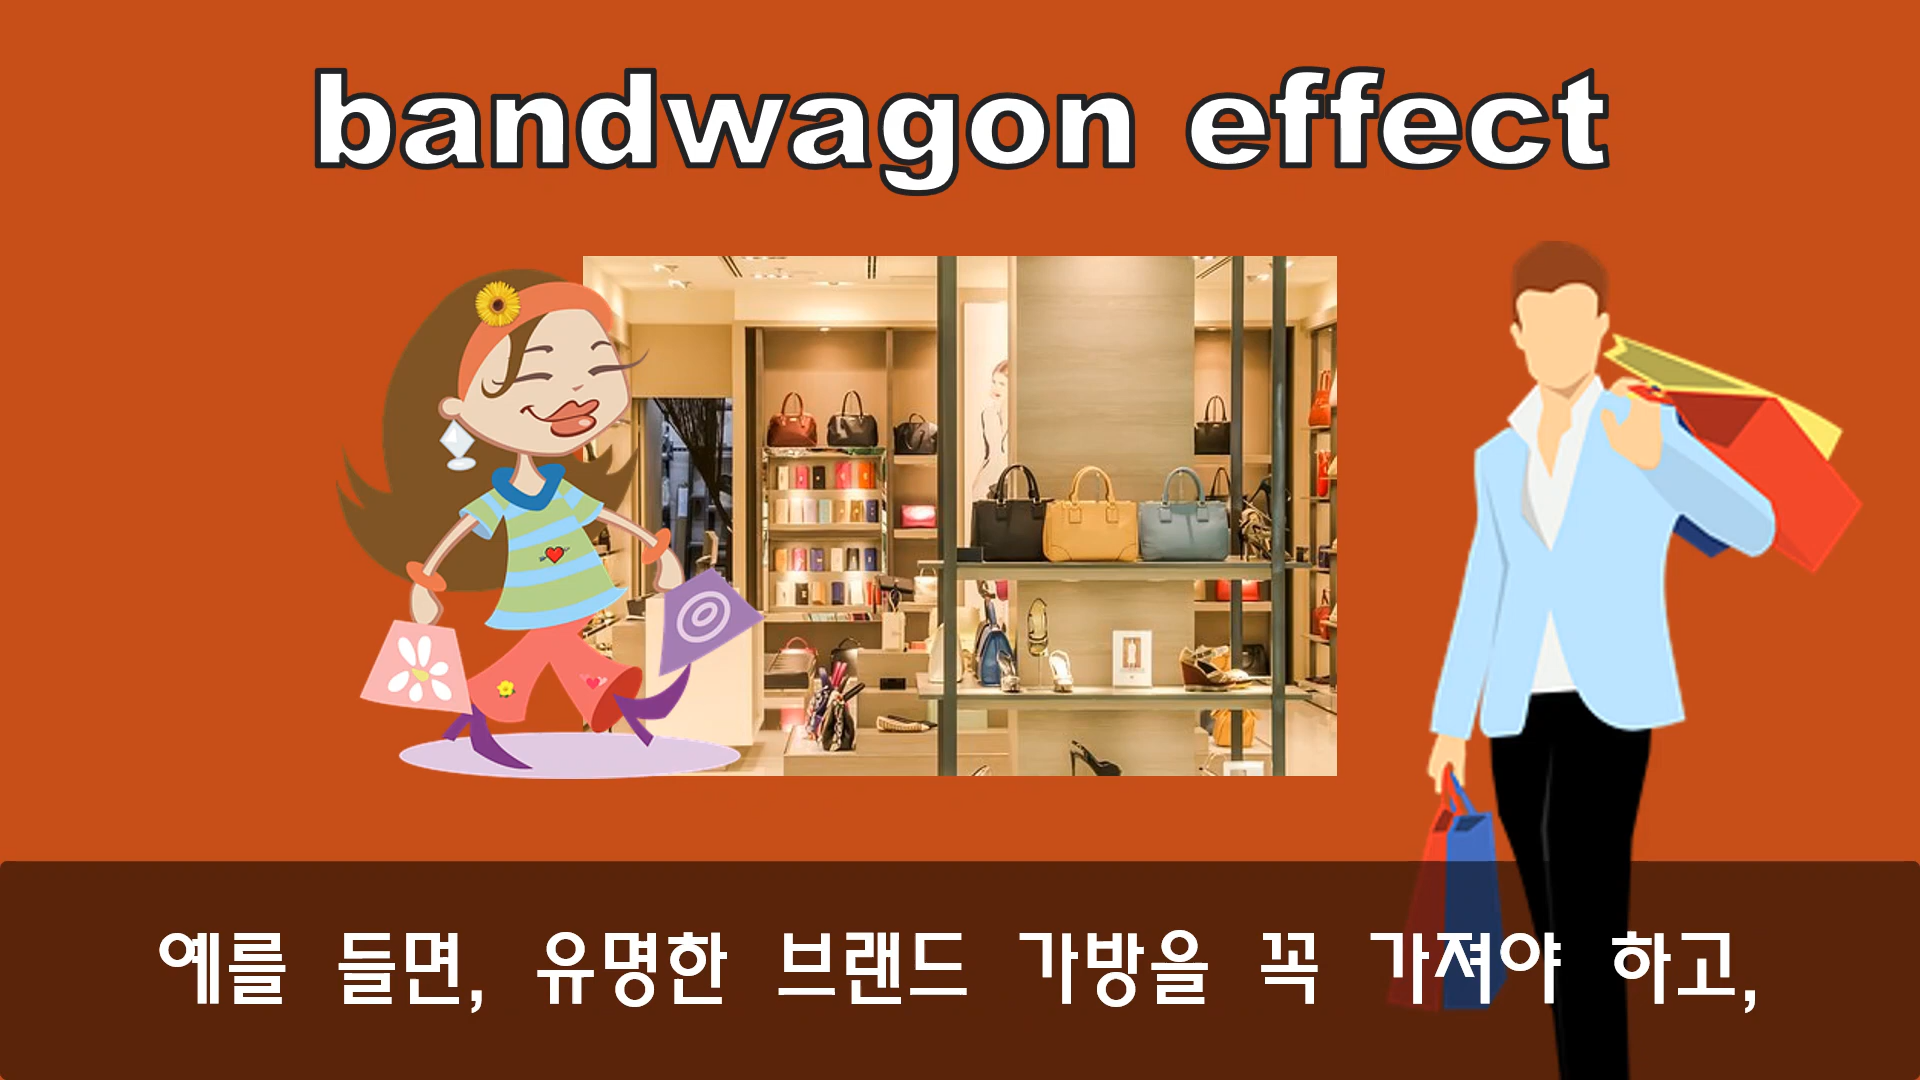 bandwagon effect
예를 들면, 유명한 브랜드 가방을 꼭 가져야 하고,